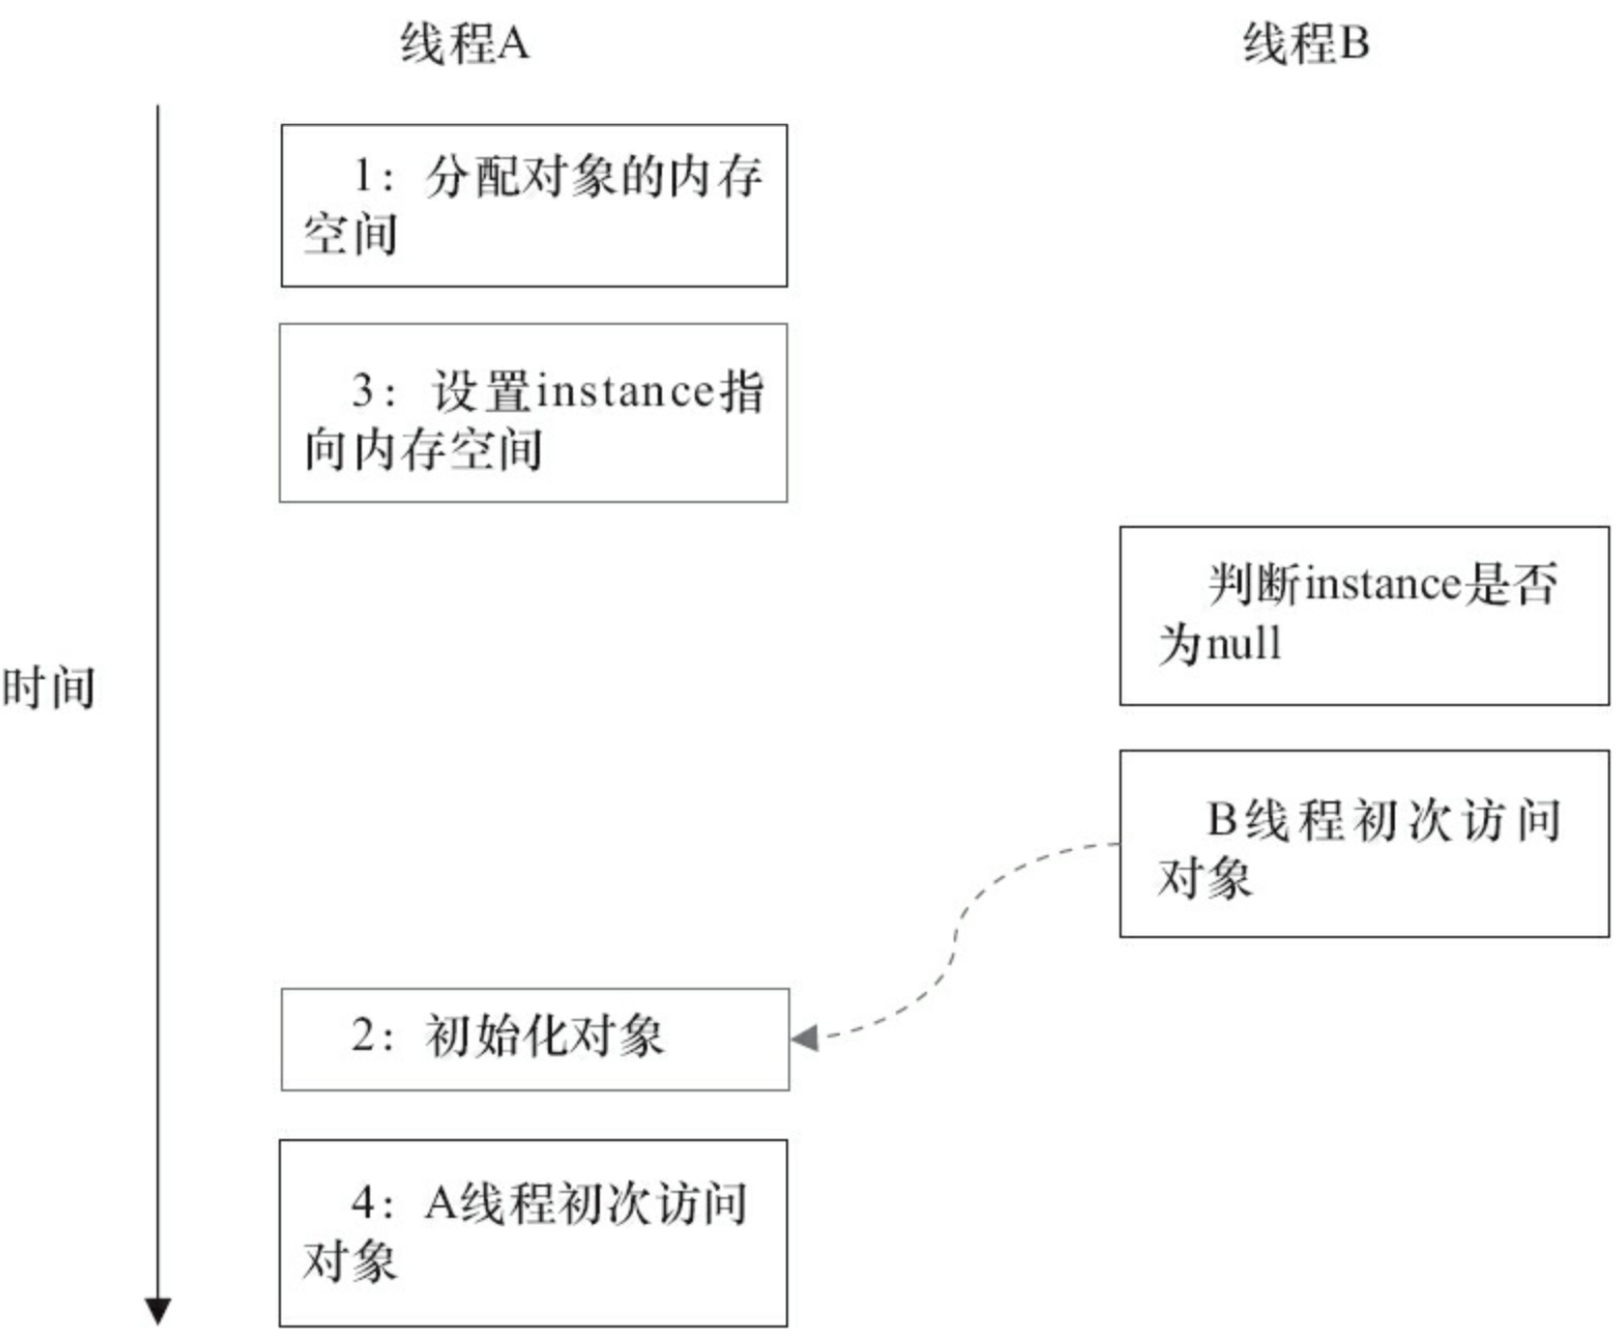 线程A
线程B
1：分配对象的内存
空间
3：设置instance指
向内存空间
判断instance是否
为null
时间
B线程初次访问
对象
2：初始化对象
4：A线程初次访问
对象